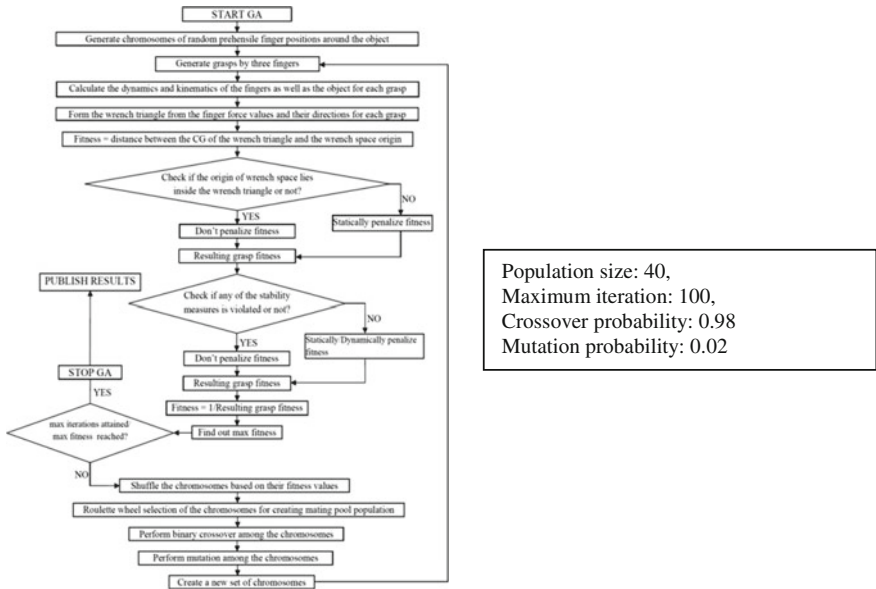 START GA
Generate chromosomes of random prehensile finger positions around the object
Generate grasps by three fingers
Calculate the dynamics and kinematics of the fingers as well as the object for each grasp
Form the wrench triangle from the finger force values and their directions for each grasp
Fitness = distance between the CG of the wrench triangle and the wrench space origin
Check if the origin of wrench space lies
inside the wrench triangle or not?
NO
YES
Statically penalize fitness
Don't penalize fitness
Resulting grasp fitness
PUBLISH RESULTS
Check if any of the stability
measures is violated or not?
NO
YES
Statically/Dynamically penalize
fitness
Don't penalize fitness
STOP GA
Resulting grasp fitness
YES
Fitness = 1/Resulting grasp fitness
max iterations attained/
max fitness reached?
Find out max fitness
NO
Shuffle the chromosomes based on their fitness values
Roulette wheel selection of the chromosomes for creating mating pool population
Perform binary crossover among the chromosomes
Perform mutation among the chromosomes
Create a new set of chromosomes
Population size: 40,
Maximum iteration: 100,
Crossover probability: 0.98
Mutation probability: 0.02